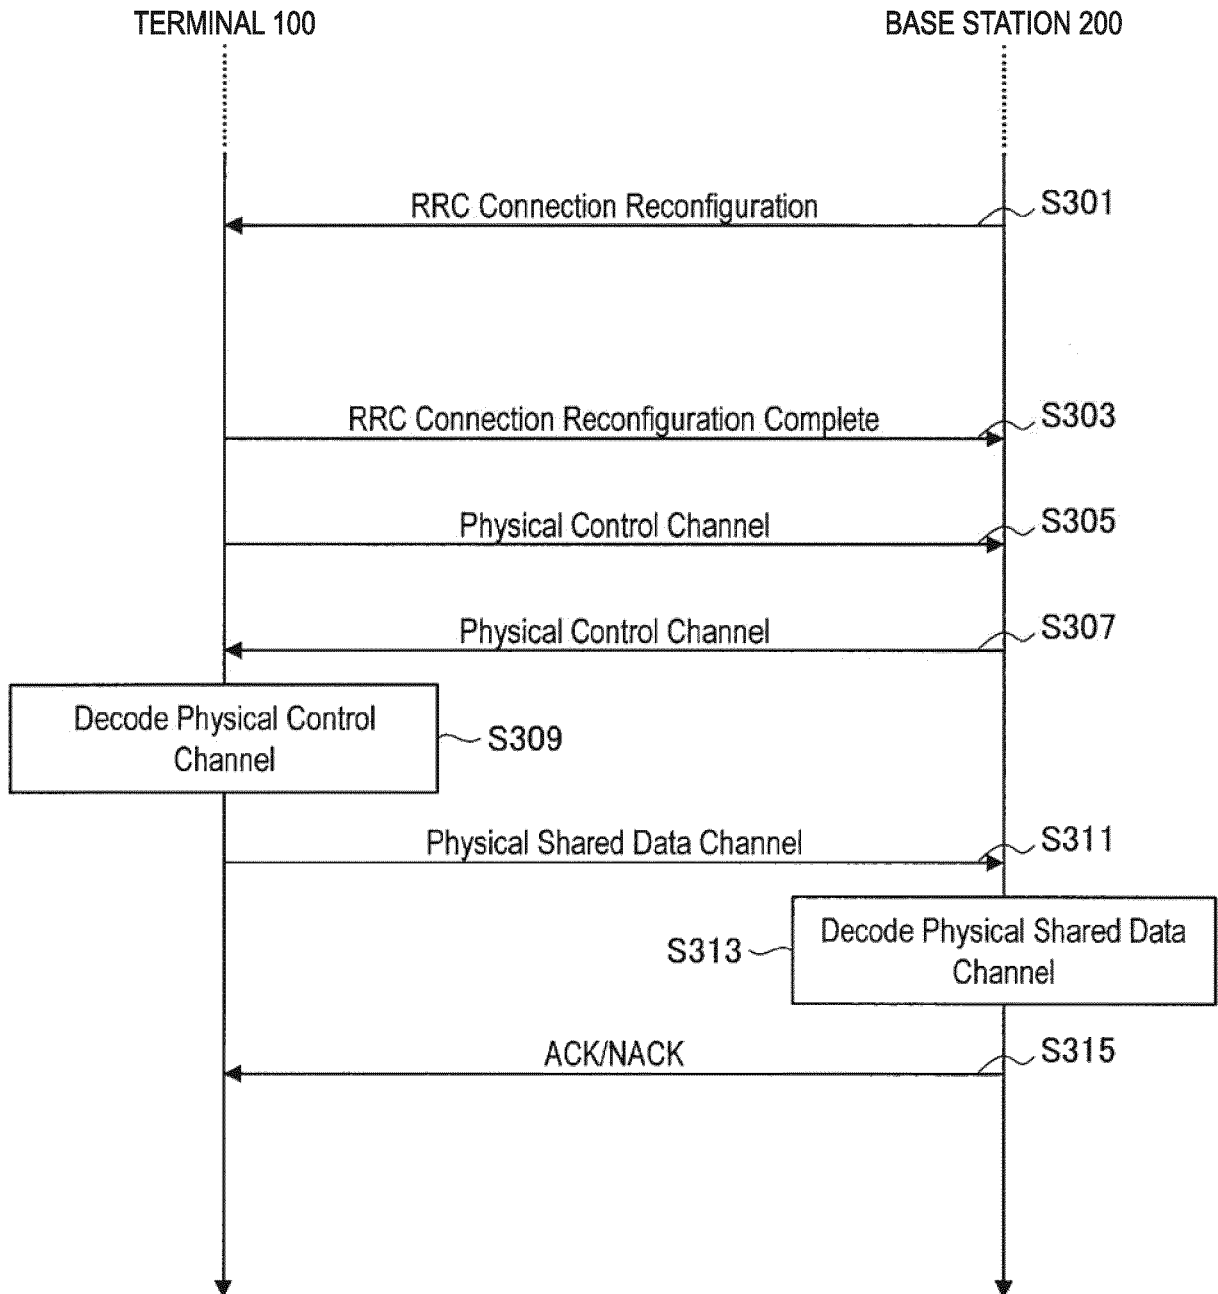 TERMINAL 100
BASE STATION 200
RRC Connection Reconfiguration
S301
RRC Connection Reconfiguration Complete
S303
Physical Control Channel
S305
Physical Control Channel
S307
Decode Physical Control
Channel
S309
Physical Shared Data Channel
S311
S313
Decode Physical Shared Data
Channel
ACK/NACK
S315